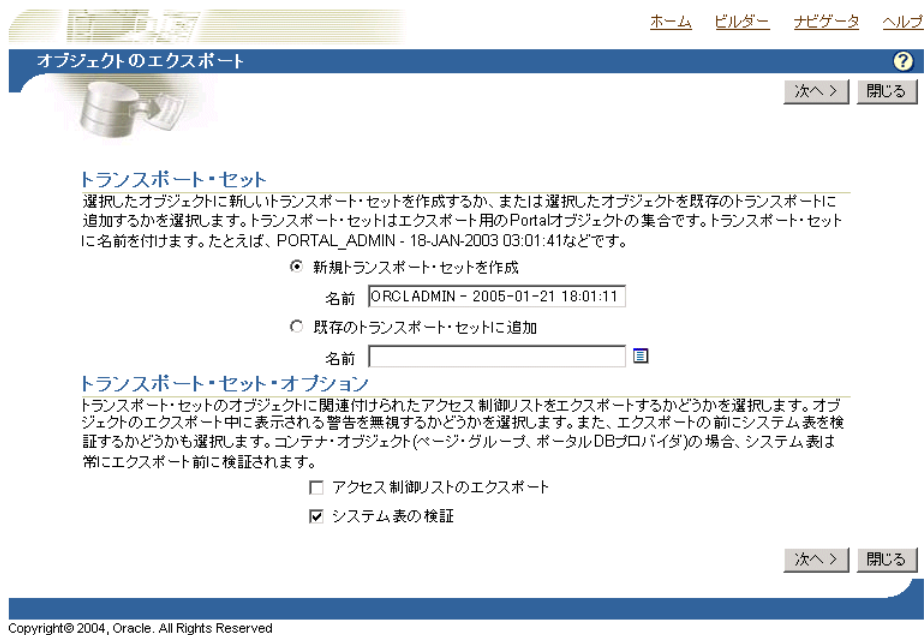 ホーム ビルダー ナビゲータ ヘルプ
オブジェクトのエクスポート
次へ > 閉じる
トランスポート・セット
選択したオブジェクトに新しいトランスポート・セットを作成するか、または選択したオブジェクトを既存のトランスポートに
追加するかを選択します。トランスポート・セットはエクスポート用のPortalオブジェクトの集合です。トランスポート・セット
に名前を付けます。たとえば、PORTAL_ADMIN - 18-JAN-2003 03:01:41などです。
新規トランスポート・セットを作成
名前 ORCLADMIN - 2005-01-21 18:01:11
既存のトランスポート・セットに追加
名前
トランスポート・セット・オプション
トランスポート・セットのオブジェクトに関連付けられたアクセス制御リストをエクスポートするかどうかを選択します。オブ
ジェクトのエクスポート中に表示される警告を無視するかどうかを選択します。また、エクスポートの前にシステム表を検
証するかどうかも選択します。コンテナ・オブジェクト(ページ・グループ、ポータルDBプロバイダ)の場合、システム表は
常にエクスポート前に検証されます。
アクセス制御リストのエクスポート
システム表の検証
次へ > 閉じる
Copyright© 2004, Oracle. All Rights Reserved